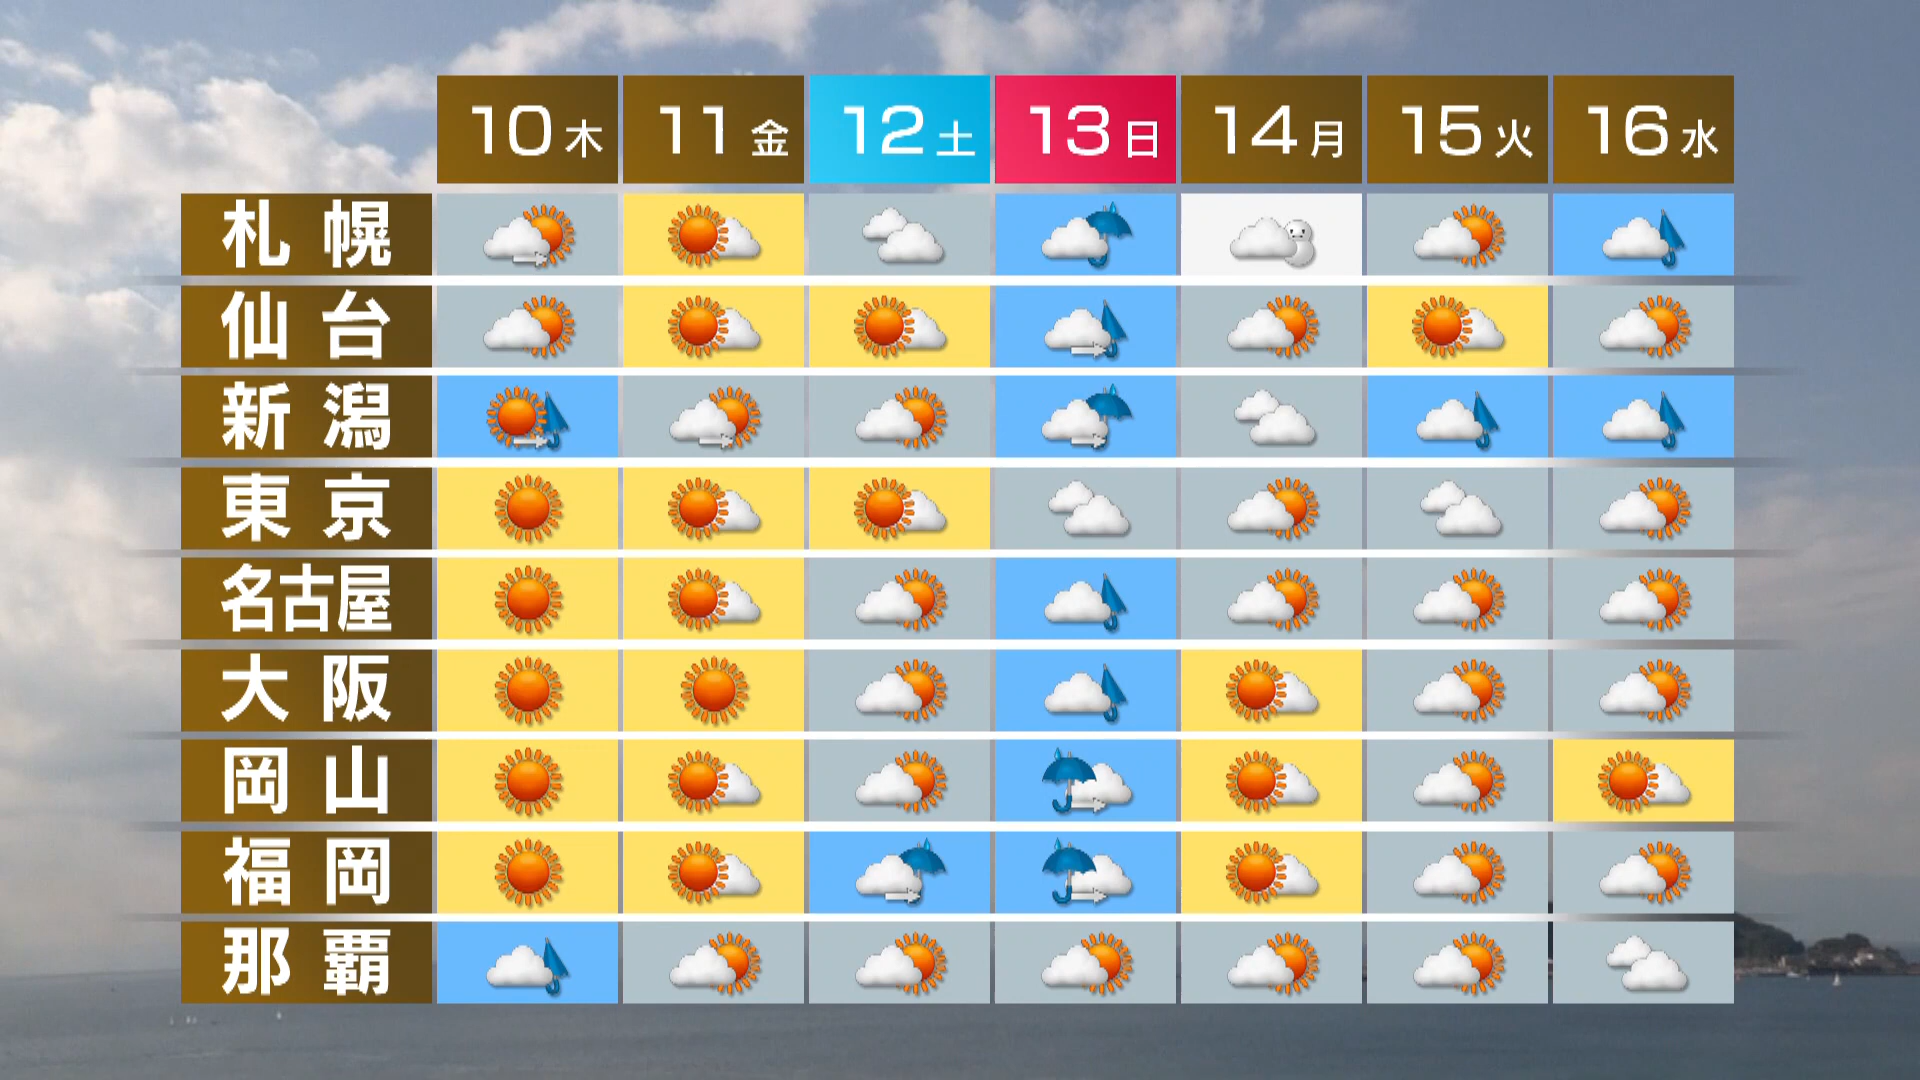 10木 11金 12土 13日 14月 15火 16水
札幌
仙台
新潟
東京
名古屋
大阪
岡山
福岡
那覇